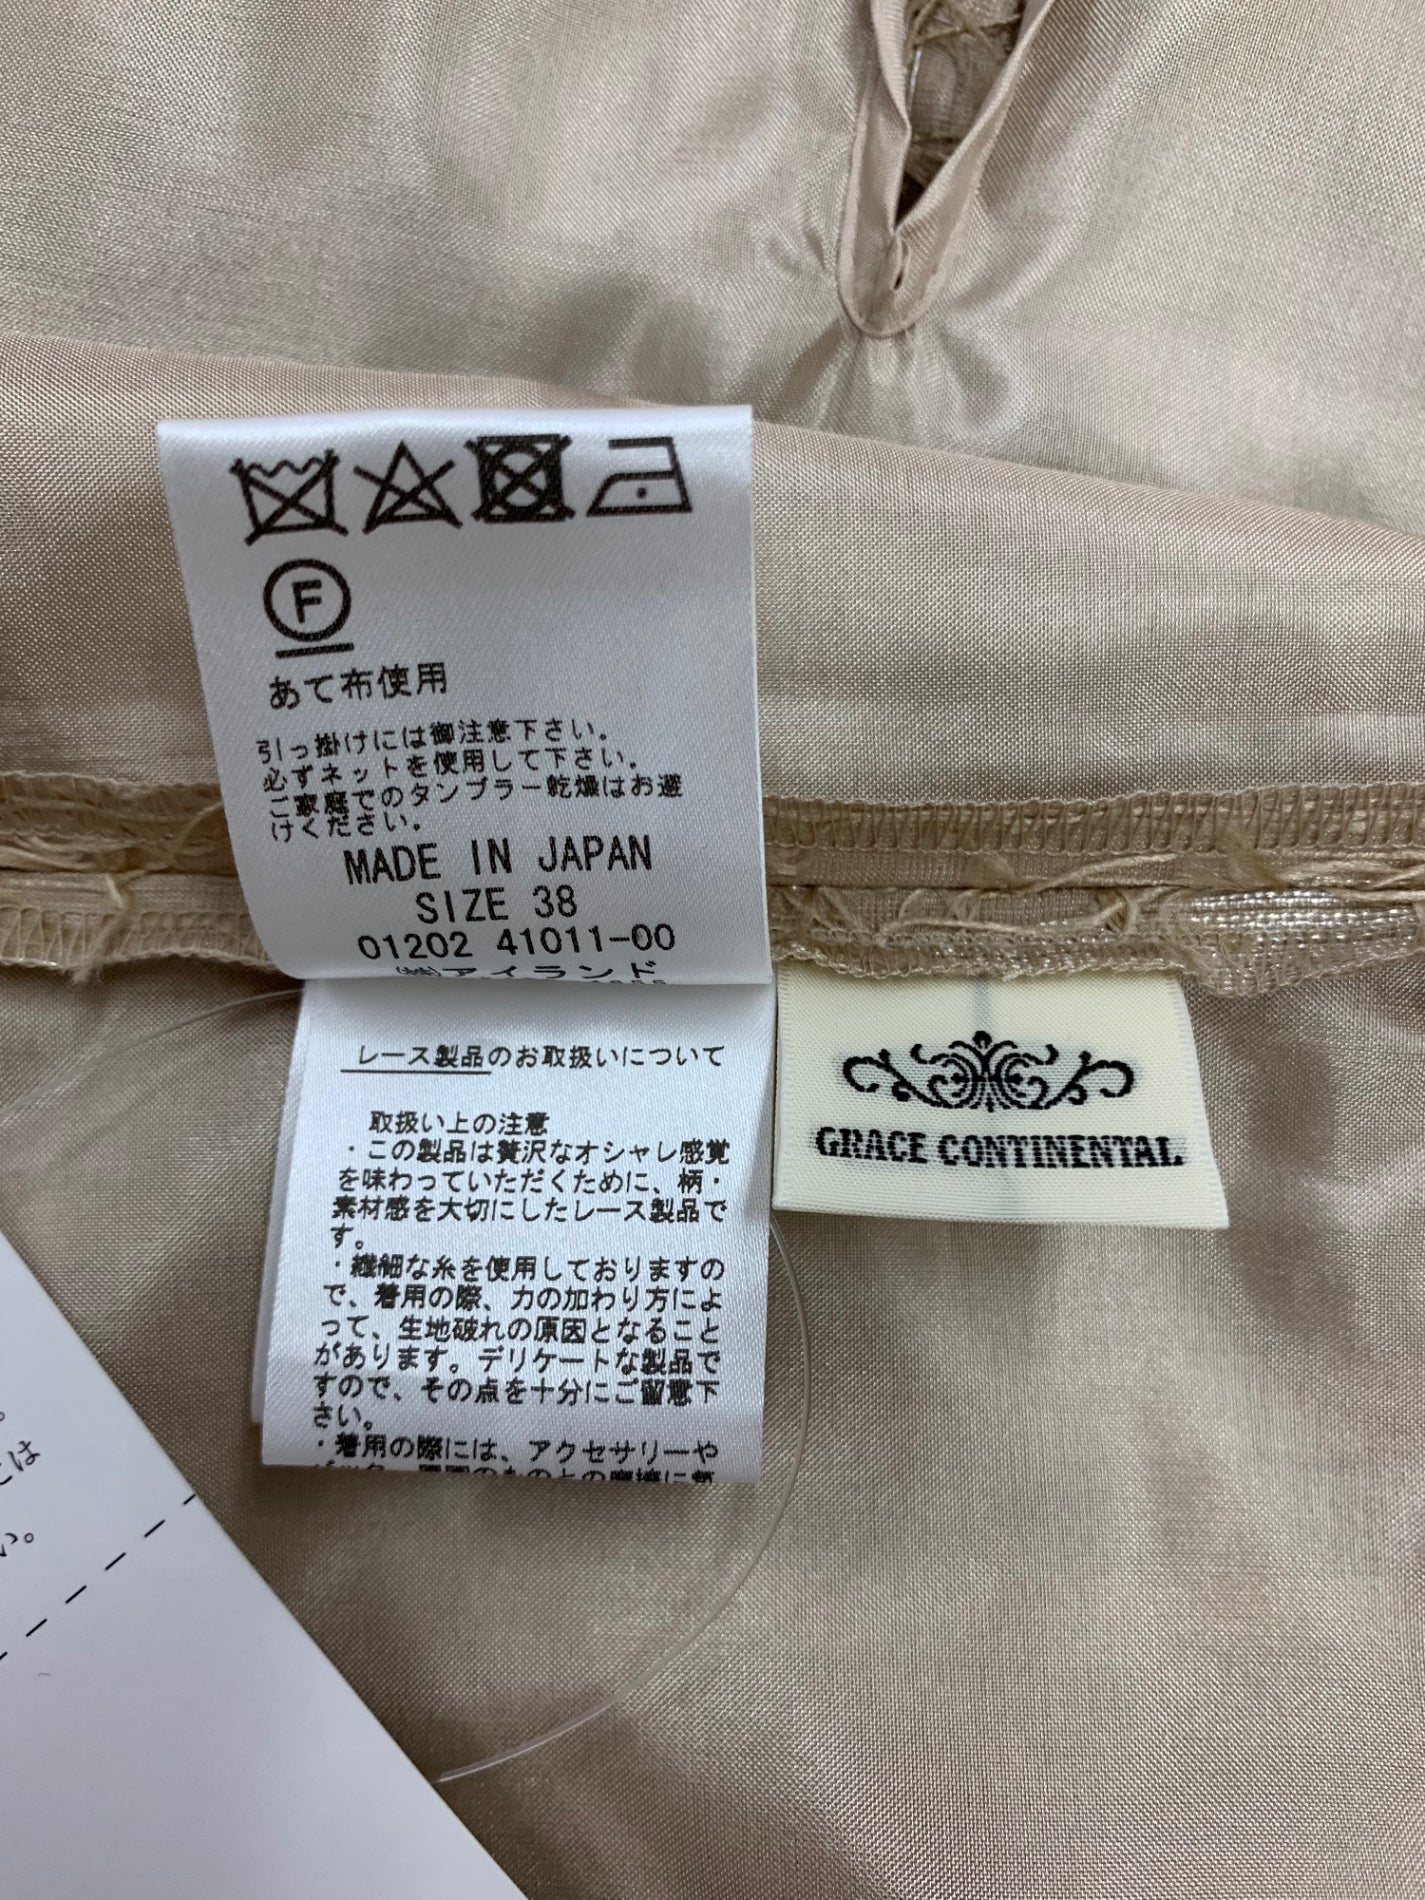 F
あて布使用
引っ掛けには御注意下さい。
必ずネットを使用して下さい。
ご家庭でのタンブラー乾燥はお避
けください。
MADE IN JAPAN
SIZE 38
01202 41011-00
㈱アイランド
レース製品のお取扱いについて
取扱い上の注意
・この製品は贅沢なオシャレ感覚
を味わっていただくために、柄・
素材感を大切にしたレース製品で
す。
・繊細な糸を使用しておりますの
で、着用の際、力の加わり方によ
って、生地破れの原因となること
があります。デリケートな製品で
すので、その点を十分にご留意下
さい。
・着用の際には、アクセサリーや
GRACE CONTINENTAL
。
は
い。